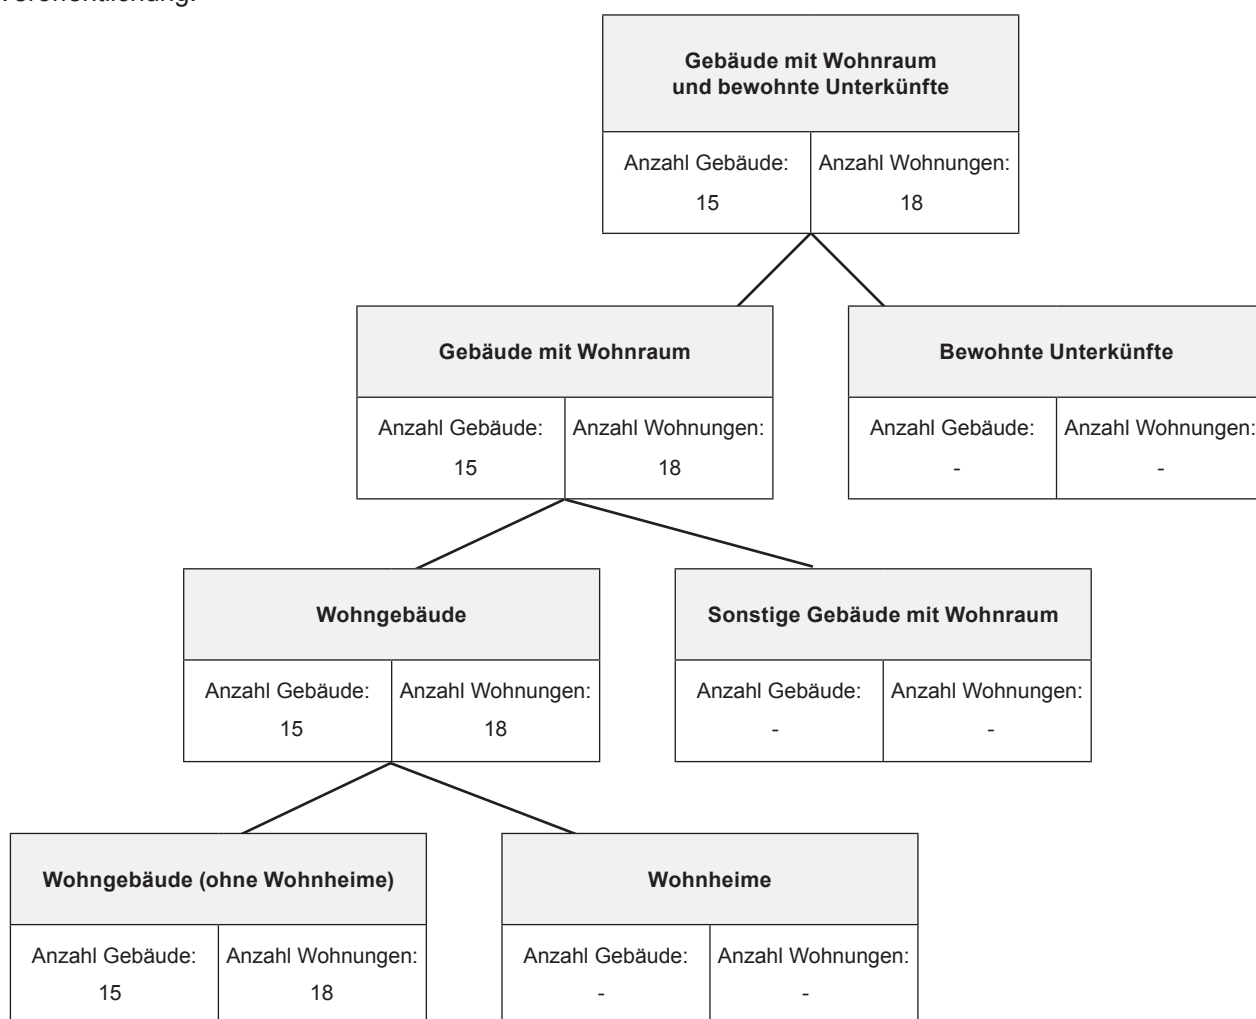 Veröffentlichung.
Gebäude mit Wohnraum
und bewohnte Unterkünfte
Anzahl Gebäude: Anzahl Wohnungen:
15 18
Gebäude mit Wohnraum Bewohnte Unterkünfte
Anzahl Gebäude: Anzahl Wohnungen: Anzahl Gebäude: Anzahl Wohnungen:
15 18 - -
Wohngebäude Sonstige Gebäude mit Wohnraum
Anzahl Gebäude: Anzahl Wohnungen: Anzahl Gebäude: Anzahl Wohnungen:
15 18 - -
Wohngebäude (ohne Wohnheime) Wohnheime
Anzahl Gebäude: Anzahl Wohnungen: Anzahl Gebäude: Anzahl Wohnungen:
15 18 - -